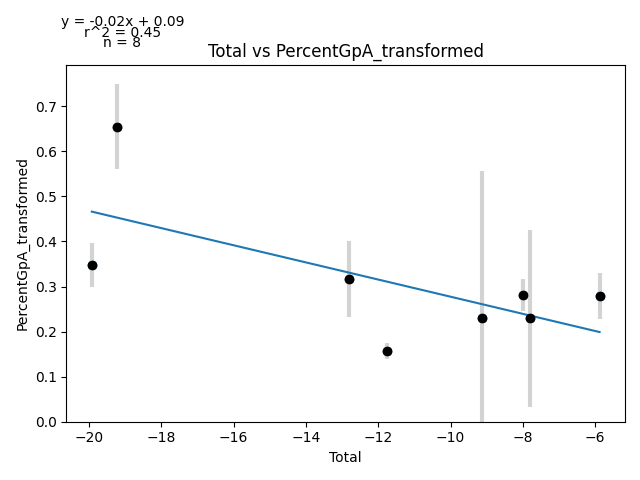 y = -0.02x + 0.09
r^2 = 0.45
n = 8
Total vs PercentGpA_transformed
PercentGpA_transformed
0.7
0.6
0.5
0.4
0.3
0.2
0.1
0.0
−20
−18
−16
−14
−12
−10
−8
−6
Total